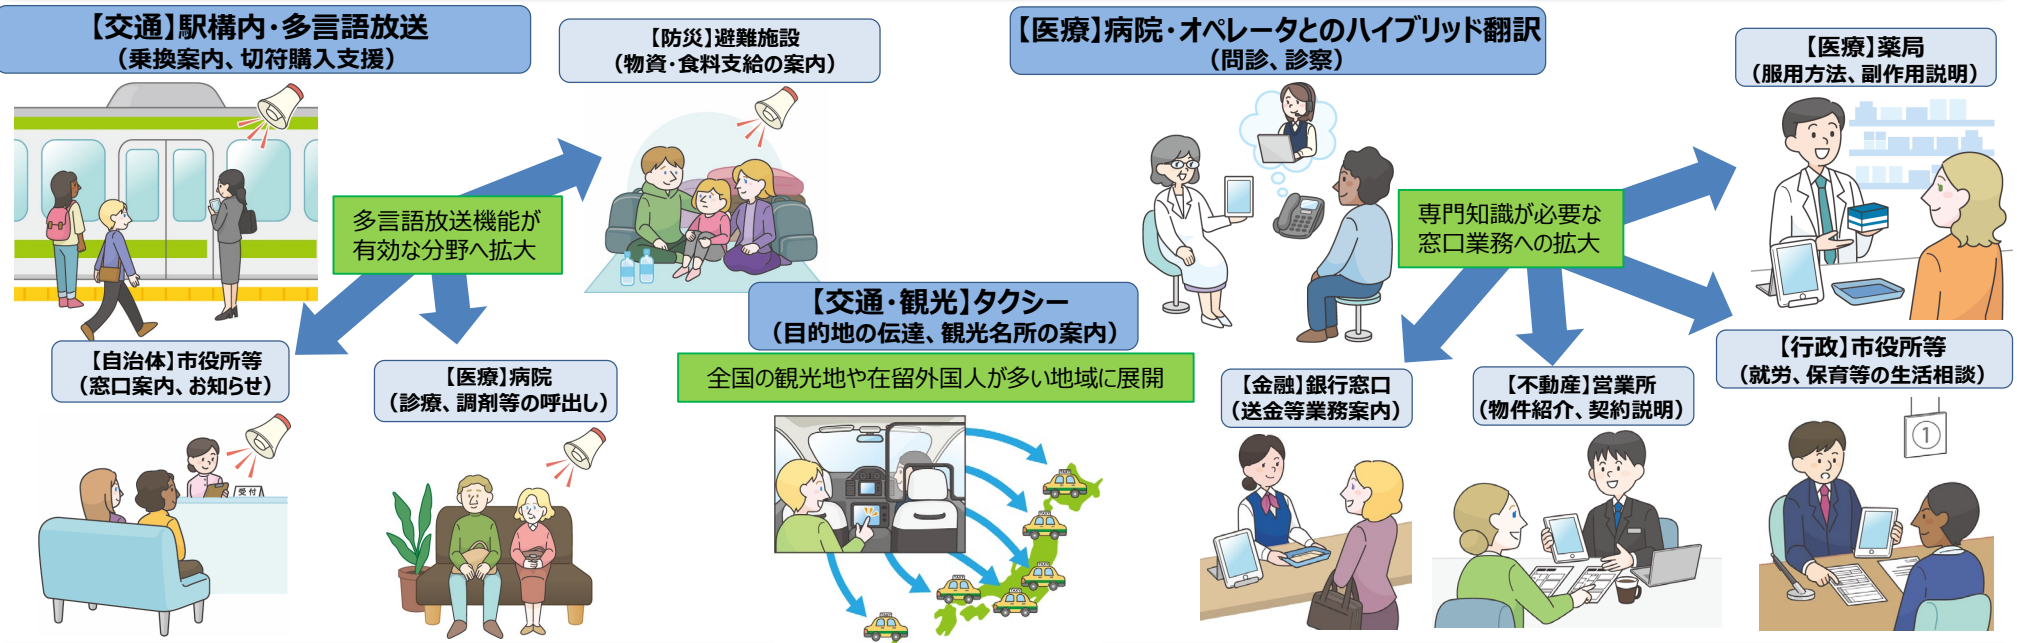 【交通】駅構内・多言語放送
（乗換案内、切符購入支援）
【防災】避難施設
（物資・食料支給の案内）
多言語放送機能が
有効な分野へ拡大
【自治体】市役所等
（窓口案内、お知らせ）
受付
【医療】病院
（診療、調剤等の呼出し）
【交通・観光】タクシー
（目的地の伝達、観光名所の案内）
全国の観光地や在留外国人が多い地域に展開
TAXI
TAXI
TAXI
TAXI
TAXI
TAXI
【医療】病院・オペレータとのハイブリッド翻訳
（問診、診察）
専門知識が必要な
窓口業務への拡大
【医療】薬局
（服用方法、副作用説明）
【金融】銀行窓口
（送金等業務案内）
【不動産】営業所
（物件紹介、契約説明）
【行政】市役所等
（就労、保育等の生活相談）
1